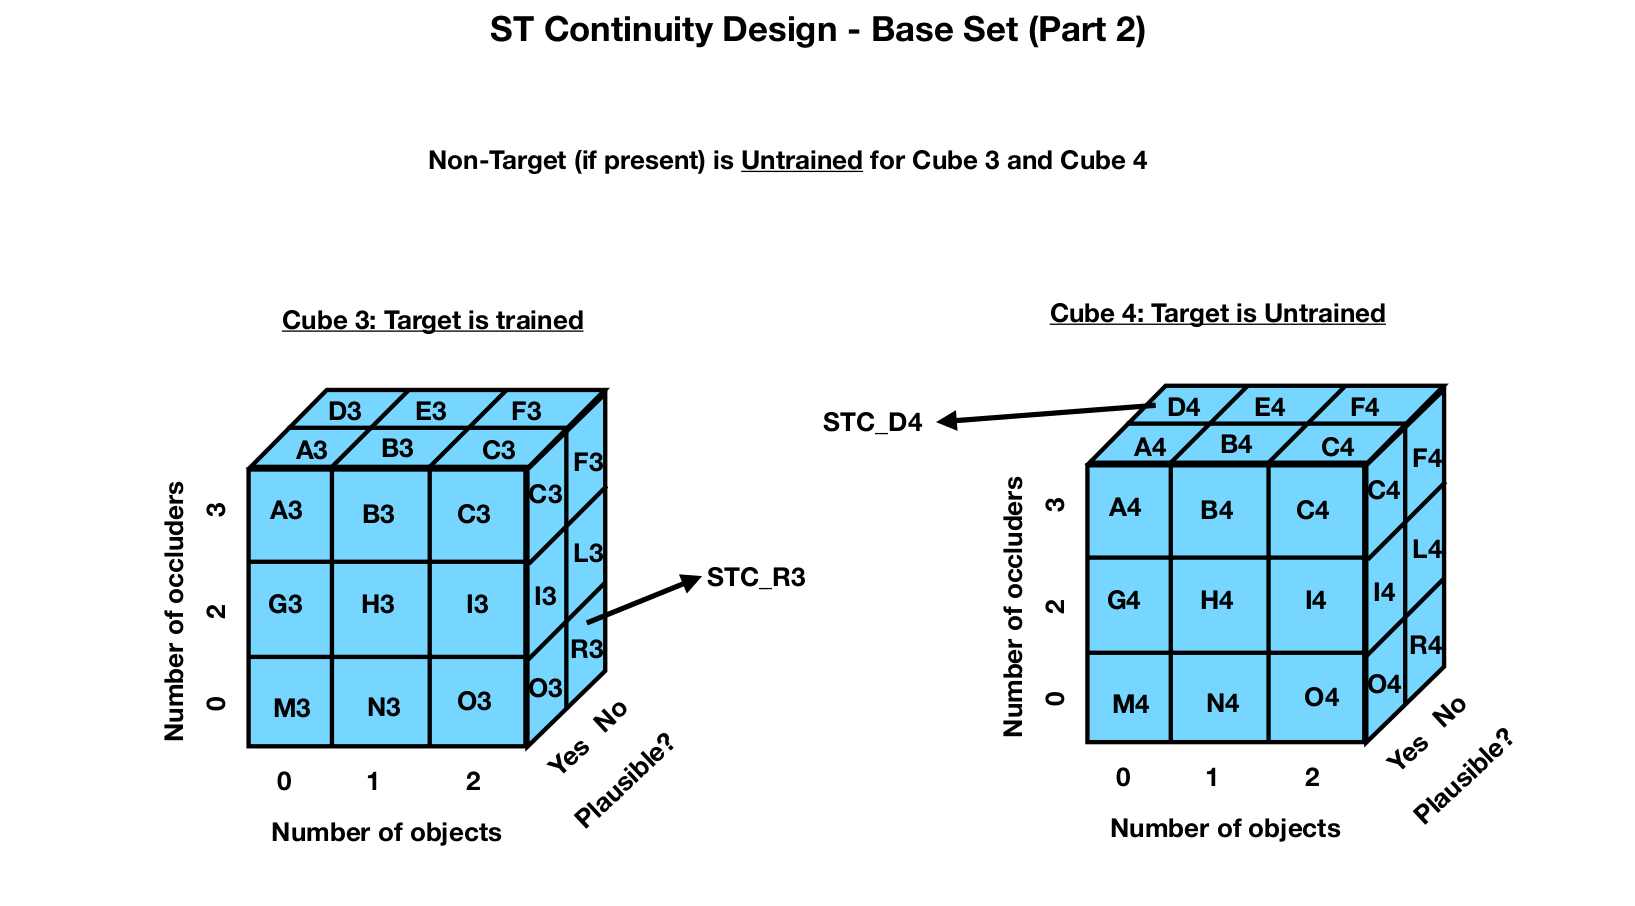 ST Continuity Design - Base Set (Part 2)
Non-Target (if present) is Untrained for Cube 3 and Cube 4
Cube 3: Target is trained
D3 E3 F3
A3 B3 C3
A3 B3 C3 C3 F3
G3 H3 I3 I3 L3
M3 N3 O3 O3 R3
STC_R3
Number of occluders
3
2
0
0 1 2
Number of objects
Yes No
Plausible?
Cube 4: Target is Untrained
STC_D4
D4 E4 F4
A4 B4 C4
A4 B4 C4 C4 F4
G4 H4 I4 I4 L4
M4 N4 O4 O4 R4
Number of occluders
3
2
0
0 1 2
Number of objects
Yes No
Plausible?